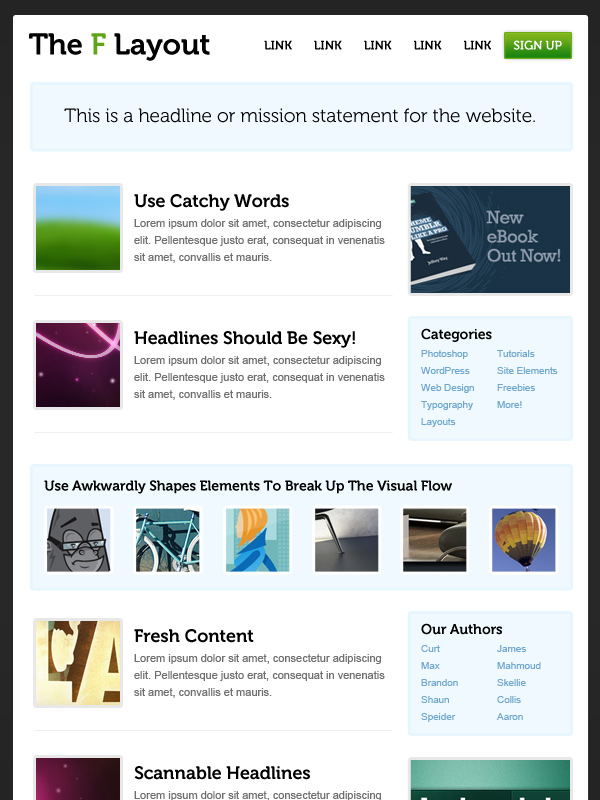 The F Layout
LINK LINK LINK LINK LINK SIGN UP
This is a headline or mission statement for the website.
Use Catchy Words
Lorem ipsum dolor sit amet, consectetur adipiscing
elit. Pellentesque justo erat, consequat in venenatis
sit amet, convallis et mauris.
New
eBook
Out Now!
Headlines Should Be Sexy!
Lorem ipsum dolor sit amet, consectetur adipiscing
elit. Pellentesque justo erat, consequat in venenatis
sit amet, convallis et mauris.
Categories
Photoshop Tutorials
WordPress Site Elements
Web Design Freebies
Typography More!
Layouts
Use Awkwardly Shapes Elements To Break Up The Visual Flow
Fresh Content
Lorem ipsum dolor sit amet, consectetur adipiscing
elit. Pellentesque justo erat, consequat in venenatis
sit amet, convallis et mauris.
Our Authors
Curt James
Max Mahmoud
Brandon Skellie
Shaun Collis
Speider Aaron
Scannable Headlines
Lorem ipsum dolor sit amet, consectetur adipiscing